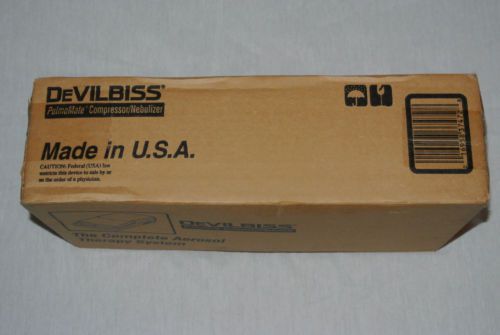 DeVILBISS®
PulmoMate® Compressor/Nebulizer
Made in U.S.A.
CAUTION: Federal (USA) law
restricts this device to sale by or
on the order of a physician.
DeVILBISS
The Complete Aerosol
Therapy System